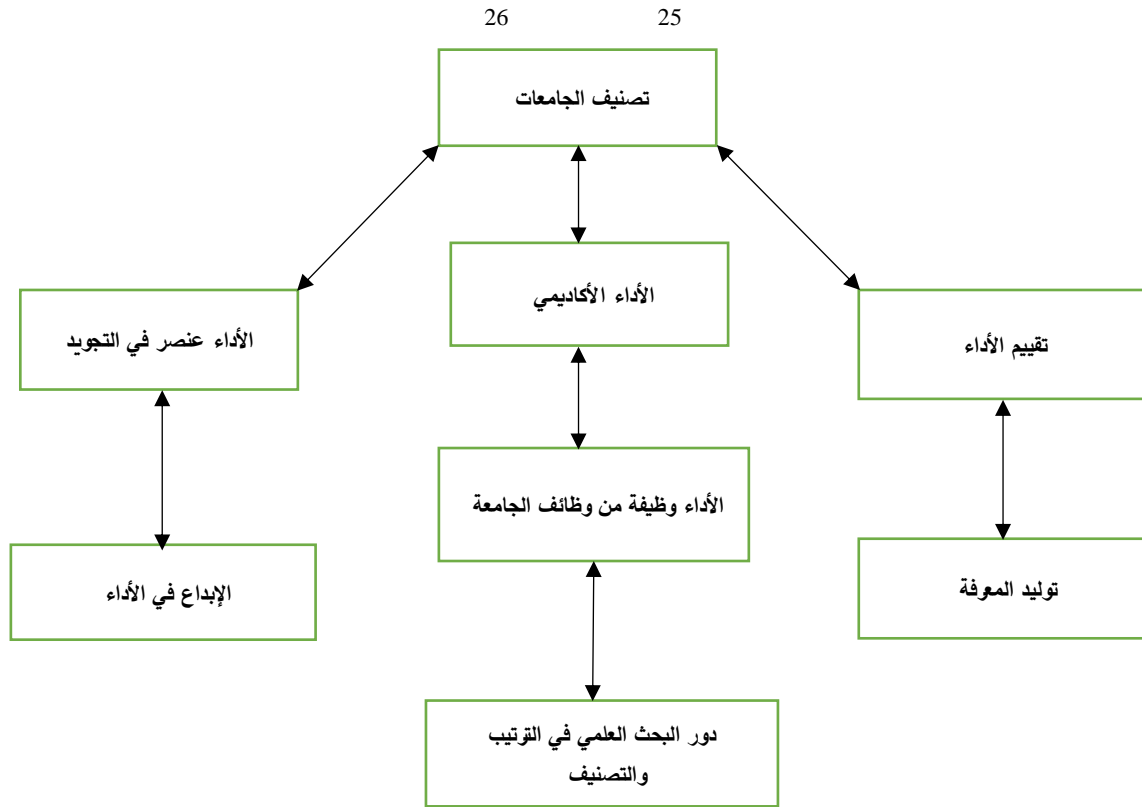 26 25
تصنيف الجامعات
الأداء الأكاديمي
تقييم الأداء
الأداء عنصر في التجويد
الأداء وظيفة من وظائف الجامعة
توليد المعرفة
الإبداع في الأداء
دور البحث العلمي في الترتيب
والتصنيف